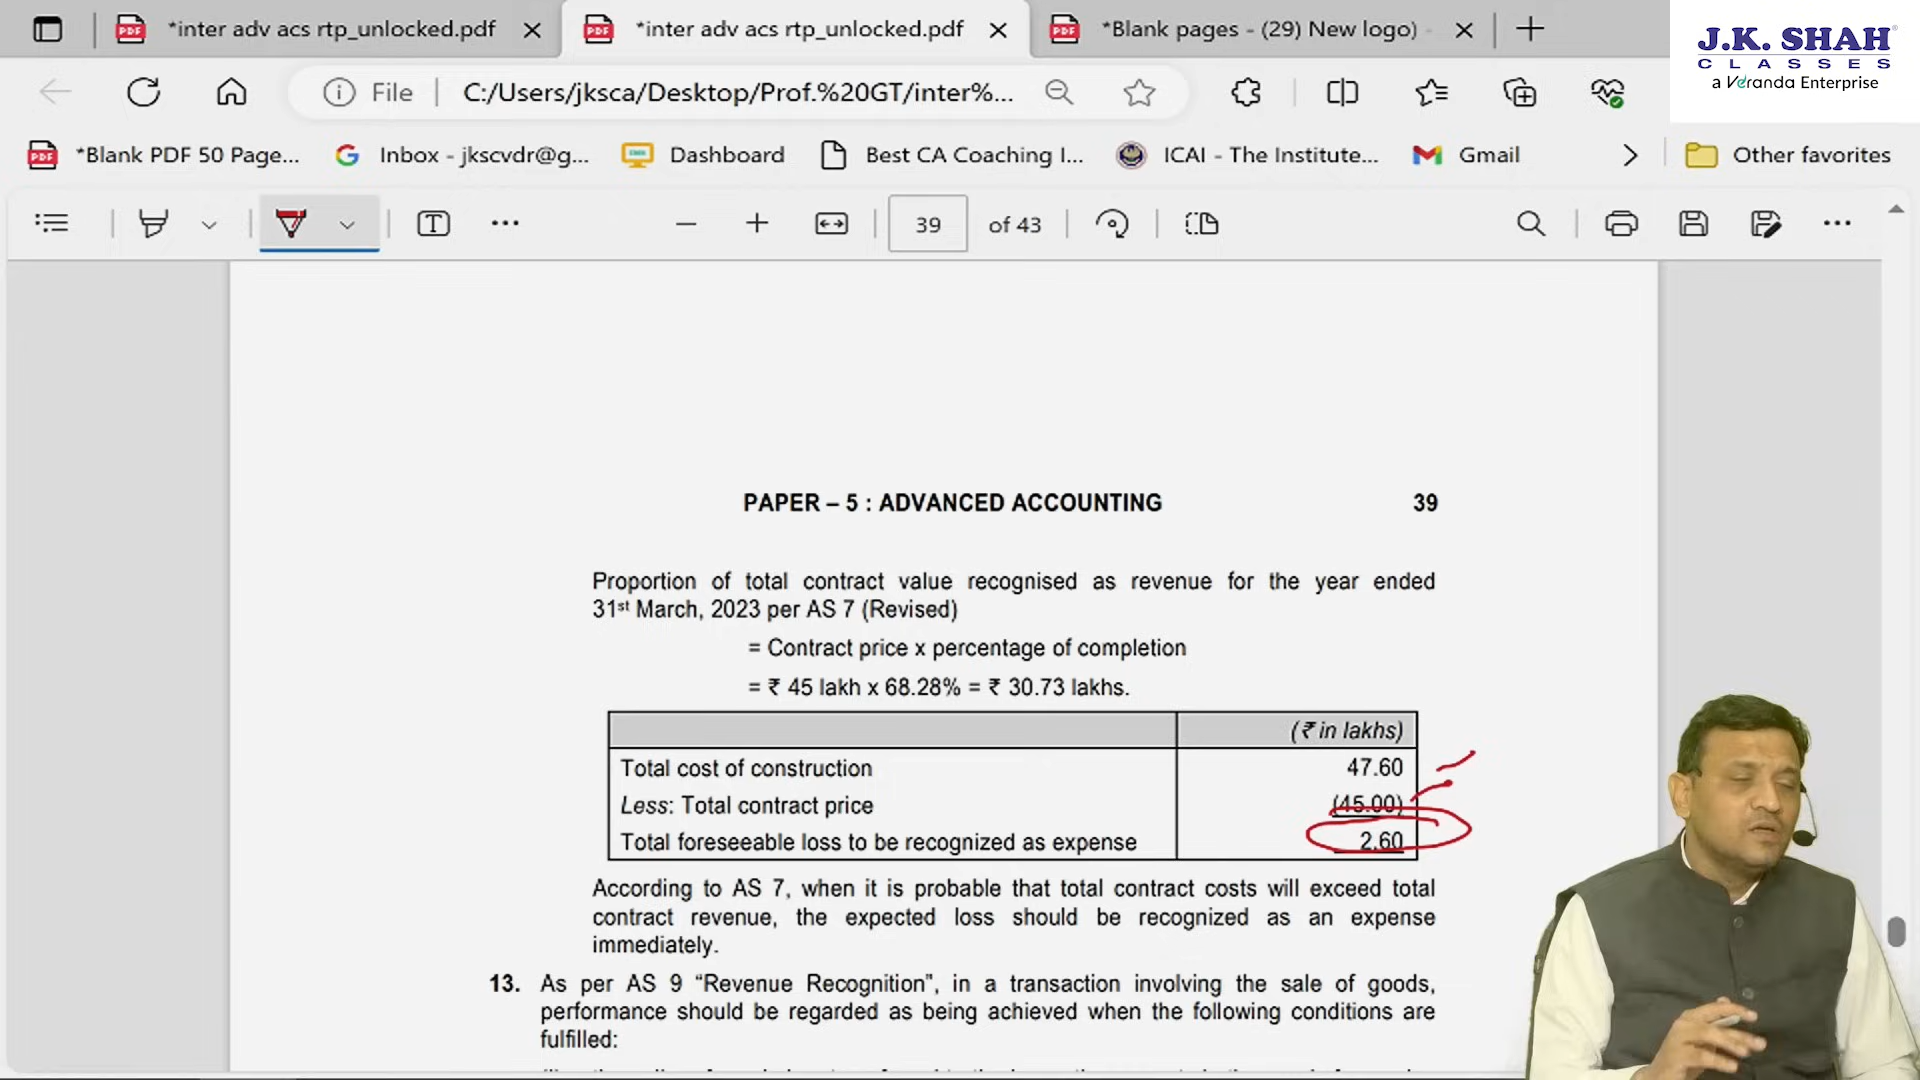 *inter adv acs rtp_unlocked.pdf
*inter adv acs rtp_unlocked.pdf
*Blank pages - (29) New logo)
J.K. SHAH
CLASSES
a Veranda Enterprise
File
C:/Users/jksca/Desktop/Prof.%20GT/inter%...
*Blank PDF 50 Page...
Inbox - jkscvdr@g...
Dashboard
Best CA Coaching I...
ICAI - The Institute...
Gmail
Other favorites
39 of 43
PAPER – 5 : ADVANCED ACCOUNTING 39
Proportion of total contract value recognised as revenue for the year ended
31st March, 2023 per AS 7 (Revised)
= Contract price x percentage of completion
= ₹ 45 lakh x 68.28% = ₹ 30.73 lakhs.
(₹ in lakhs)
Total cost of construction 47.60
Less: Total contract price (45.00)
Total foreseeable loss to be recognized as expense 2.60
According to AS 7, when it is probable that total contract costs will exceed total
contract revenue, the expected loss should be recognized as an expense
immediately.
13. As per AS 9 “Revenue Recognition”, in a transaction involving the sale of goods,
performance should be regarded as being achieved when the following conditions are
fulfilled: